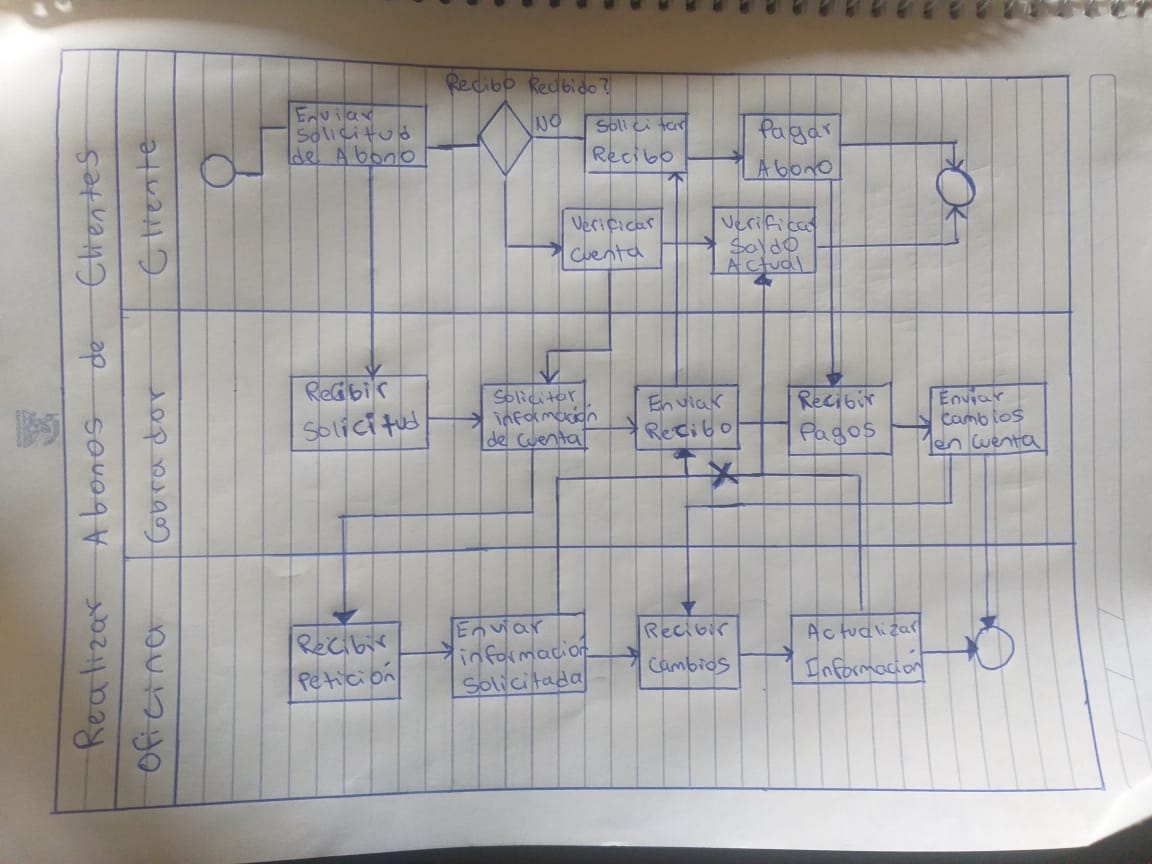 Realizar Abonos de Clientes
Cliente
Recibo Recibido?
Enviar
Solicitud
de Abono
NO
Solicitar
Recibo
Pagar
Abono
Verificar
cuenta
Verificar
Saldo
Actual
Cobrador
Recibir
Solicitud
Solicitar
información
de cuenta
Enviar
Recibo
Recibir
Pagos
Enviar
cambios
en cuenta
Oficina
Recibir
Petición
Enviar
información
Solicitada
Recibir
cambios
Actualizar
Información